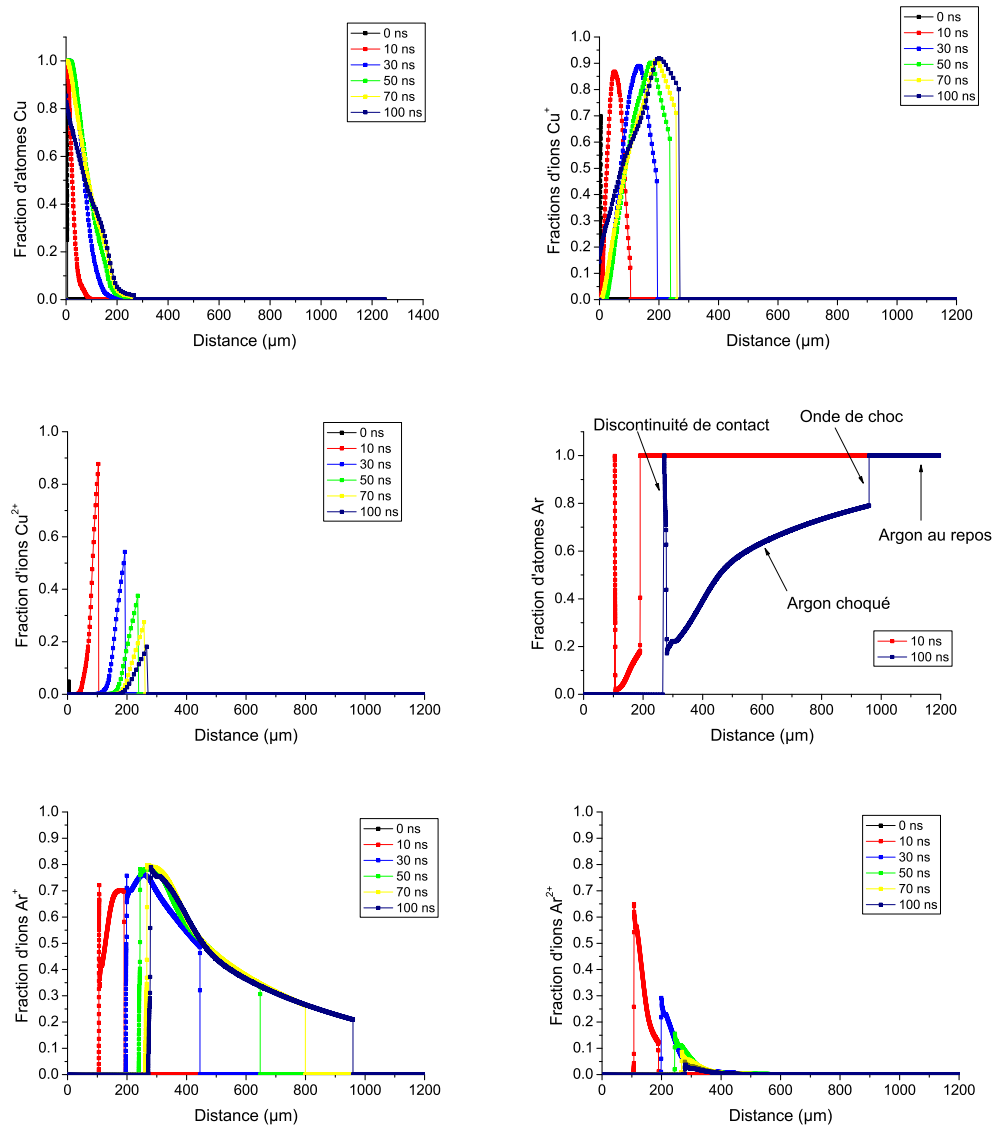 Fraction d'atomes Cu
1.0
0.8
0.6
0.4
0.2
0.0
0 200 400 600 800 1000 1200 1400
Distance (µm)
0 ns
10 ns
30 ns
50 ns
70 ns
100 ns
Fractions d'ions Cu⁺
1.0
0.9
0.8
0.7
0.6
0.5
0.4
0.3
0.2
0.1
0.0
0 200 400 600 800 1000 1200
Distance (µm)
0 ns
10 ns
30 ns
50 ns
70 ns
100 ns
Fraction d'ions Cu²⁺
1.0
0.8
0.6
0.4
0.2
0.0
0 200 400 600 800 1000 1200
Distance (µm)
0 ns
10 ns
30 ns
50 ns
70 ns
100 ns
Fraction d'atomes Ar
1.0
0.8
0.6
0.4
0.2
0.0
0 200 400 600 800 1000 1200
Distance (µm)
Discontinuité de contact
Onde de choc
Argon au repos
Argon choqué
10 ns
100 ns
Fraction d'ions Ar⁺
1.0
0.9
0.8
0.7
0.6
0.5
0.4
0.3
0.2
0.1
0.0
0 200 400 600 800 1000 1200
Distance (µm)
0 ns
10 ns
30 ns
50 ns
70 ns
100 ns
Fraction d'ions Ar²⁺
1.0
0.9
0.8
0.7
0.6
0.5
0.4
0.3
0.2
0.1
0.0
0 200 400 600 800 1000 1200
Distance (µm)
0 ns
10 ns
30 ns
50 ns
70 ns
100 ns